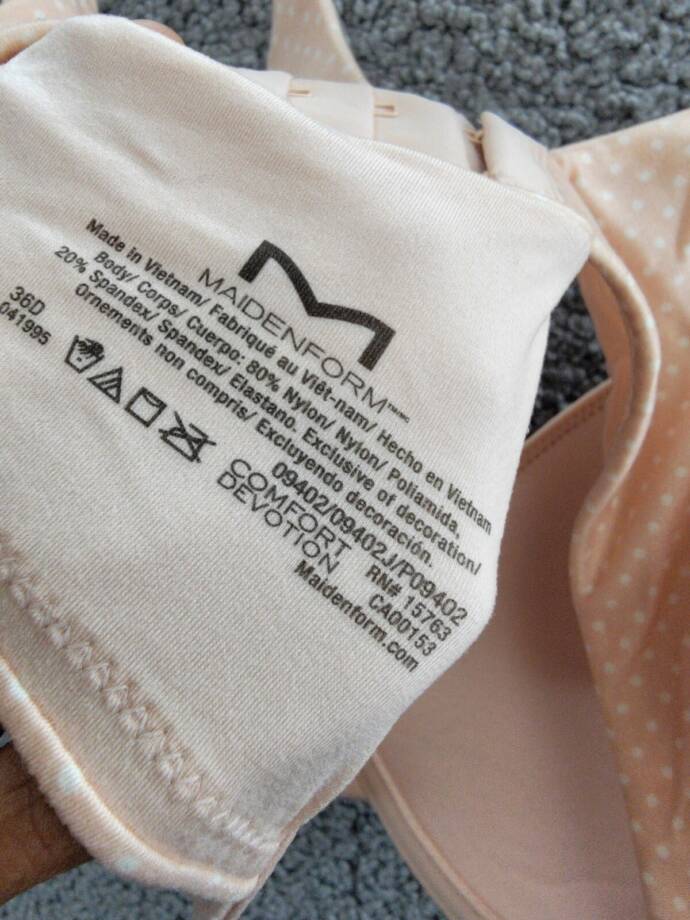 MAIDENFORM™/MC
Made in Vietnam/ Fabriqué au Viêt-nam/ Hecho en Vietnam
Body/ Corps/ Cuerpo: 80% Nylon/ Nylon/ Poliamida,
20% Spandex/ Spandex/ Elastano. Exclusive of decoration/
Ornements non compris/ Excluyendo decoración.
36D
041995
09402/09402J/P09402
COMFORT
DEVOTION
RN# 15763
CA00153
Maidenform.com